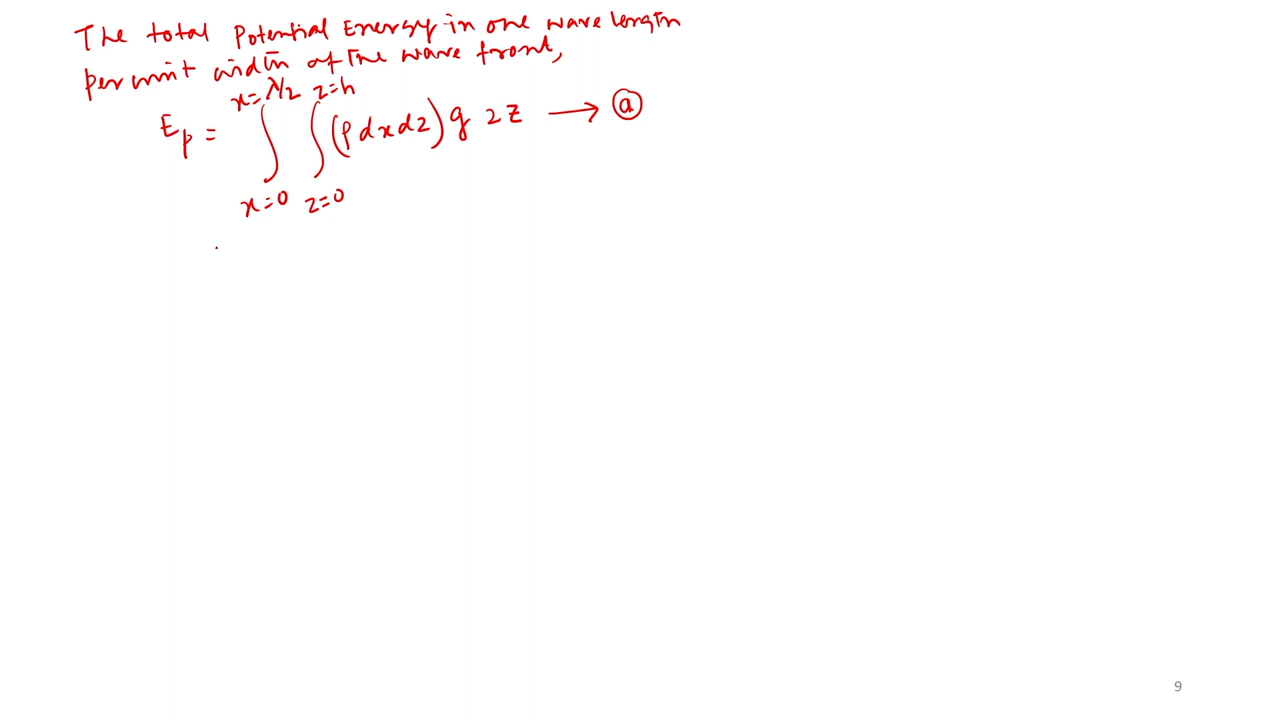 The total Potential Energy in one wave length
per unit width of the wave front,
x=λ/2 z=h
E_p = ∫ ∫ (ρ dx dz) g 2z → ⓐ
x=0 z=0
9